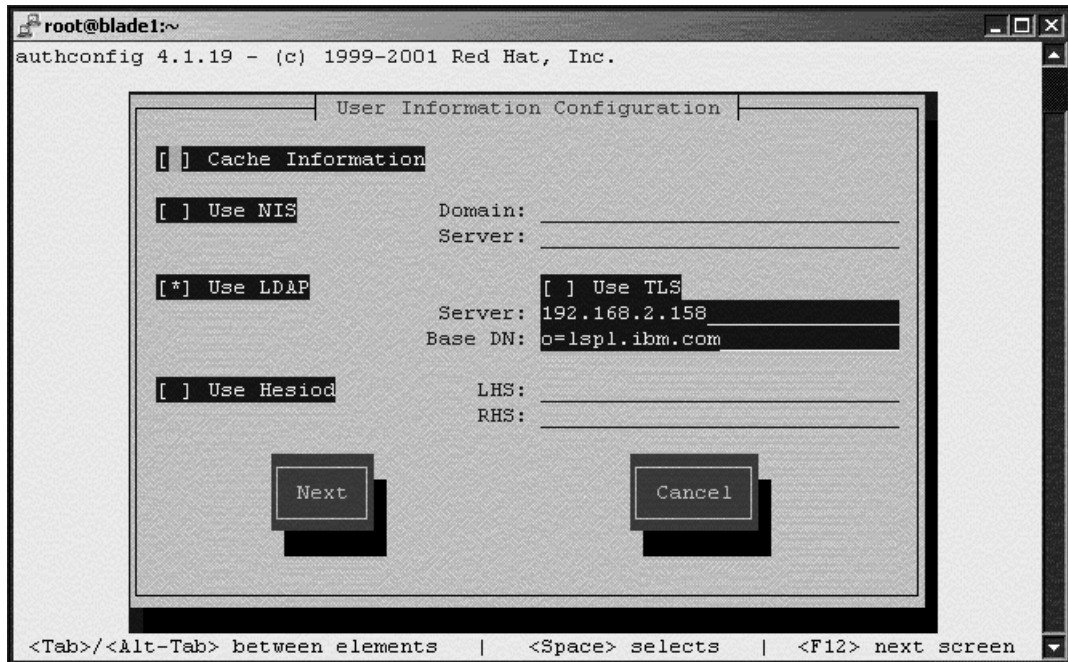 root@blade1:~
authconfig 4.1.19 - (c) 1999-2001 Red Hat, Inc.
User Information Configuration
[ ] Cache Information
[ ] Use NIS Domain:
Server:
[*] Use LDAP [ ] Use TLS
Server: 192.168.2.158
Base DN: o=lspl.ibm.com
[ ] Use Hesiod LHS:
RHS:
Next Cancel
<Tab>/<Alt-Tab> between elements | <Space> selects | <F12> next screen